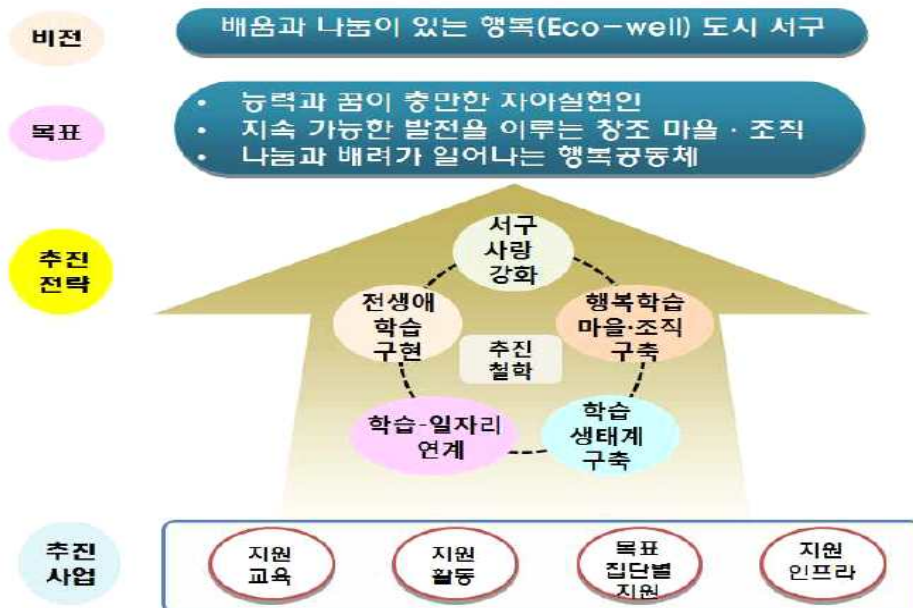 비전
배움과 나눔이 있는 행복(Eco-well) 도시 서구
목표
• 능력과 꿈이 충만한 자아실현인
• 지속 가능한 발전을 이루는 창조 마을 · 조직
• 나눔과 배려가 일어나는 행복공동체
추진
전략
서구
사랑
강화
전생애
학습
구현
행복학습
마을·조직
구축
추진
철학
학습-일자리
연계
학습
생태계
구축
추진
사업
지원
교육
지원
활동
목표
집단별
지원
지원
인프라